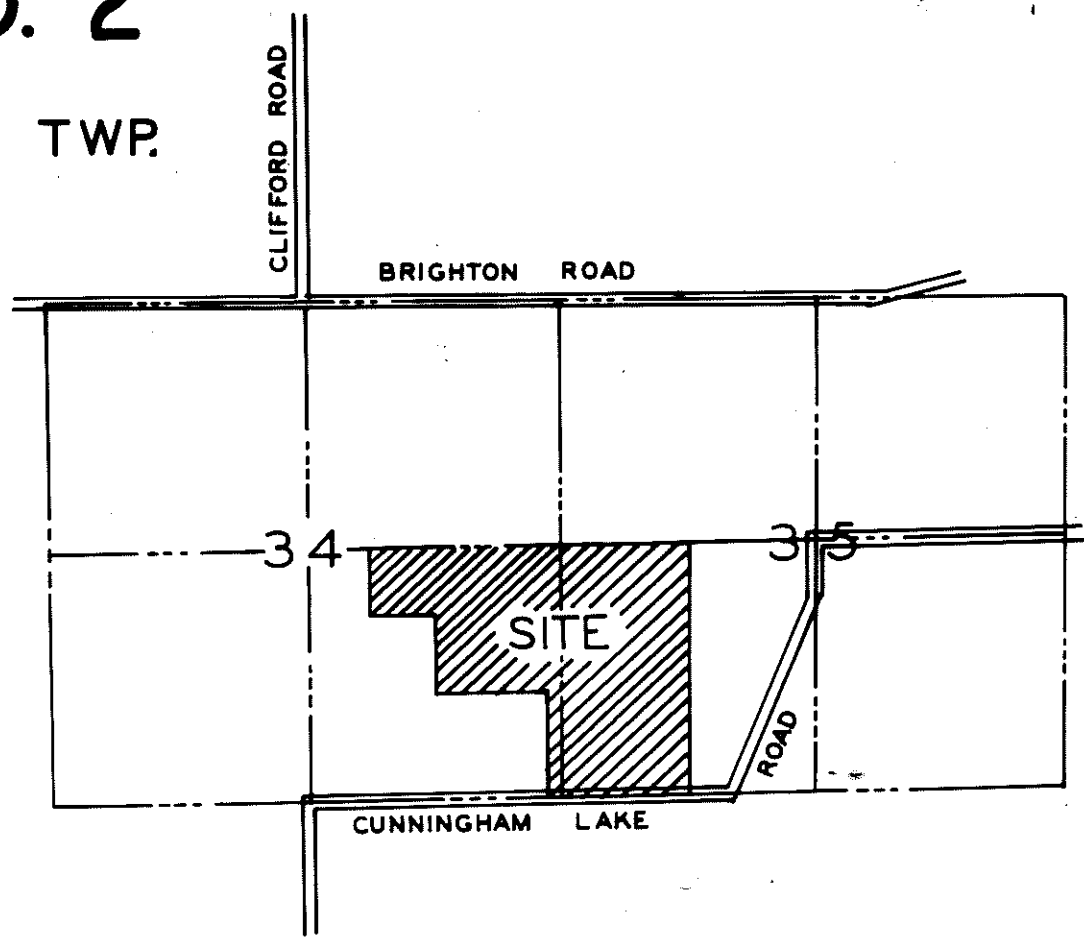 . 2
TWP.
CLIFFORD ROAD
BRIGHTON ROAD
34
35
SITE
ROAD
CUNNINGHAM LAKE